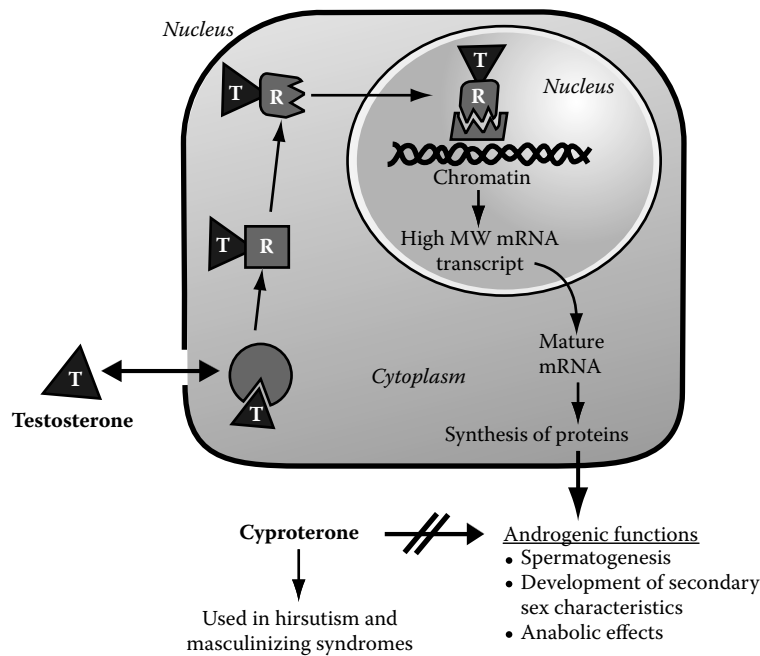 Nucleus
T
R
T
R
Nucleus
Chromatin
High MW mRNA
transcript
T
R
Mature
mRNA
Cytoplasm
T
T
Testosterone
Synthesis of proteins
Cyproterone
Used in hirsutism and
masculinizing syndromes
Androgenic functions
• Spermatogenesis
• Development of secondary
sex characteristics
• Anabolic effects